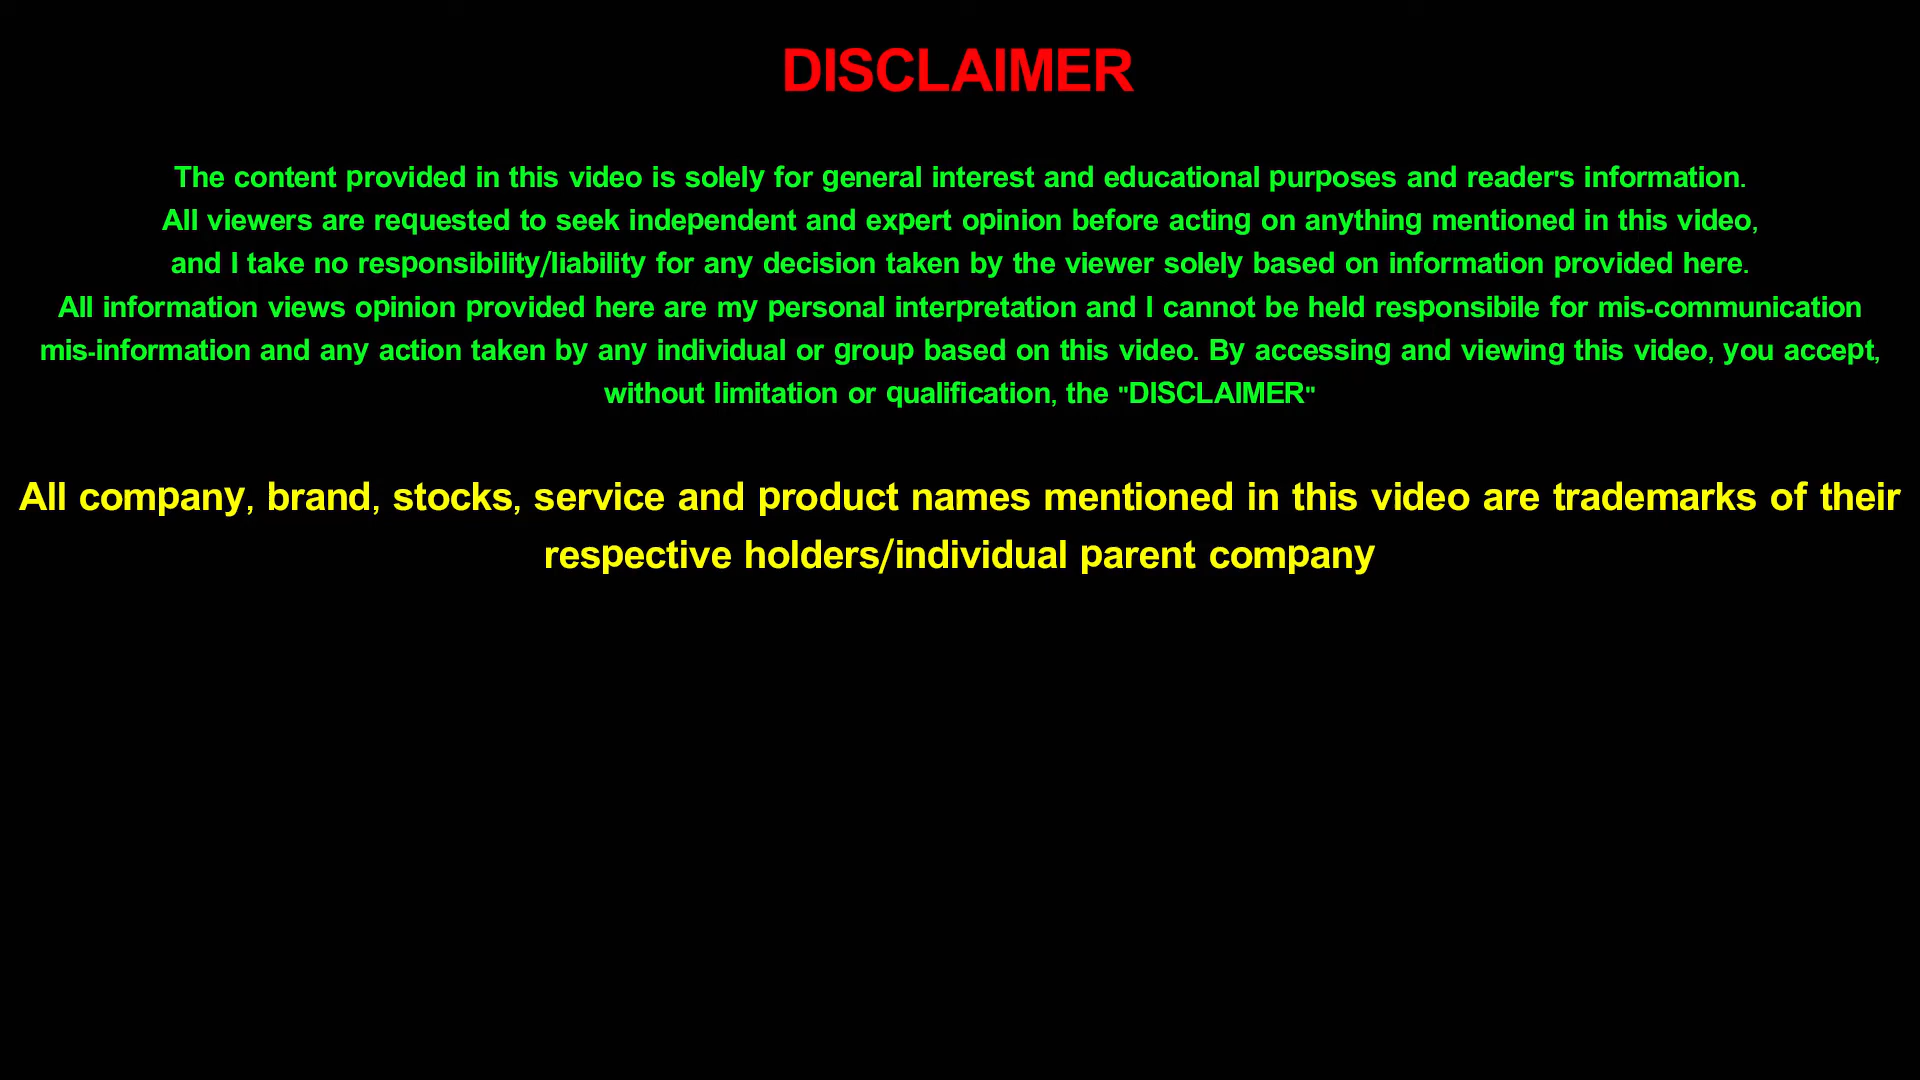 DISCLAIMER
The content provided in this video is solely for general interest and educational purposes and reader's information.
All viewers are requested to seek independent and expert opinion before acting on anything mentioned in this video,
and I take no responsibility/liability for any decision taken by the viewer solely based on information provided here.
All information views opinion provided here are my personal interpretation and I cannot be held responsibile for mis-communication
mis-information and any action taken by any individual or group based on this video. By accessing and viewing this video, you accept,
without limitation or qualification, the "DISCLAIMER"
All company, brand, stocks, service and product names mentioned in this video are trademarks of their
respective holders/individual parent company